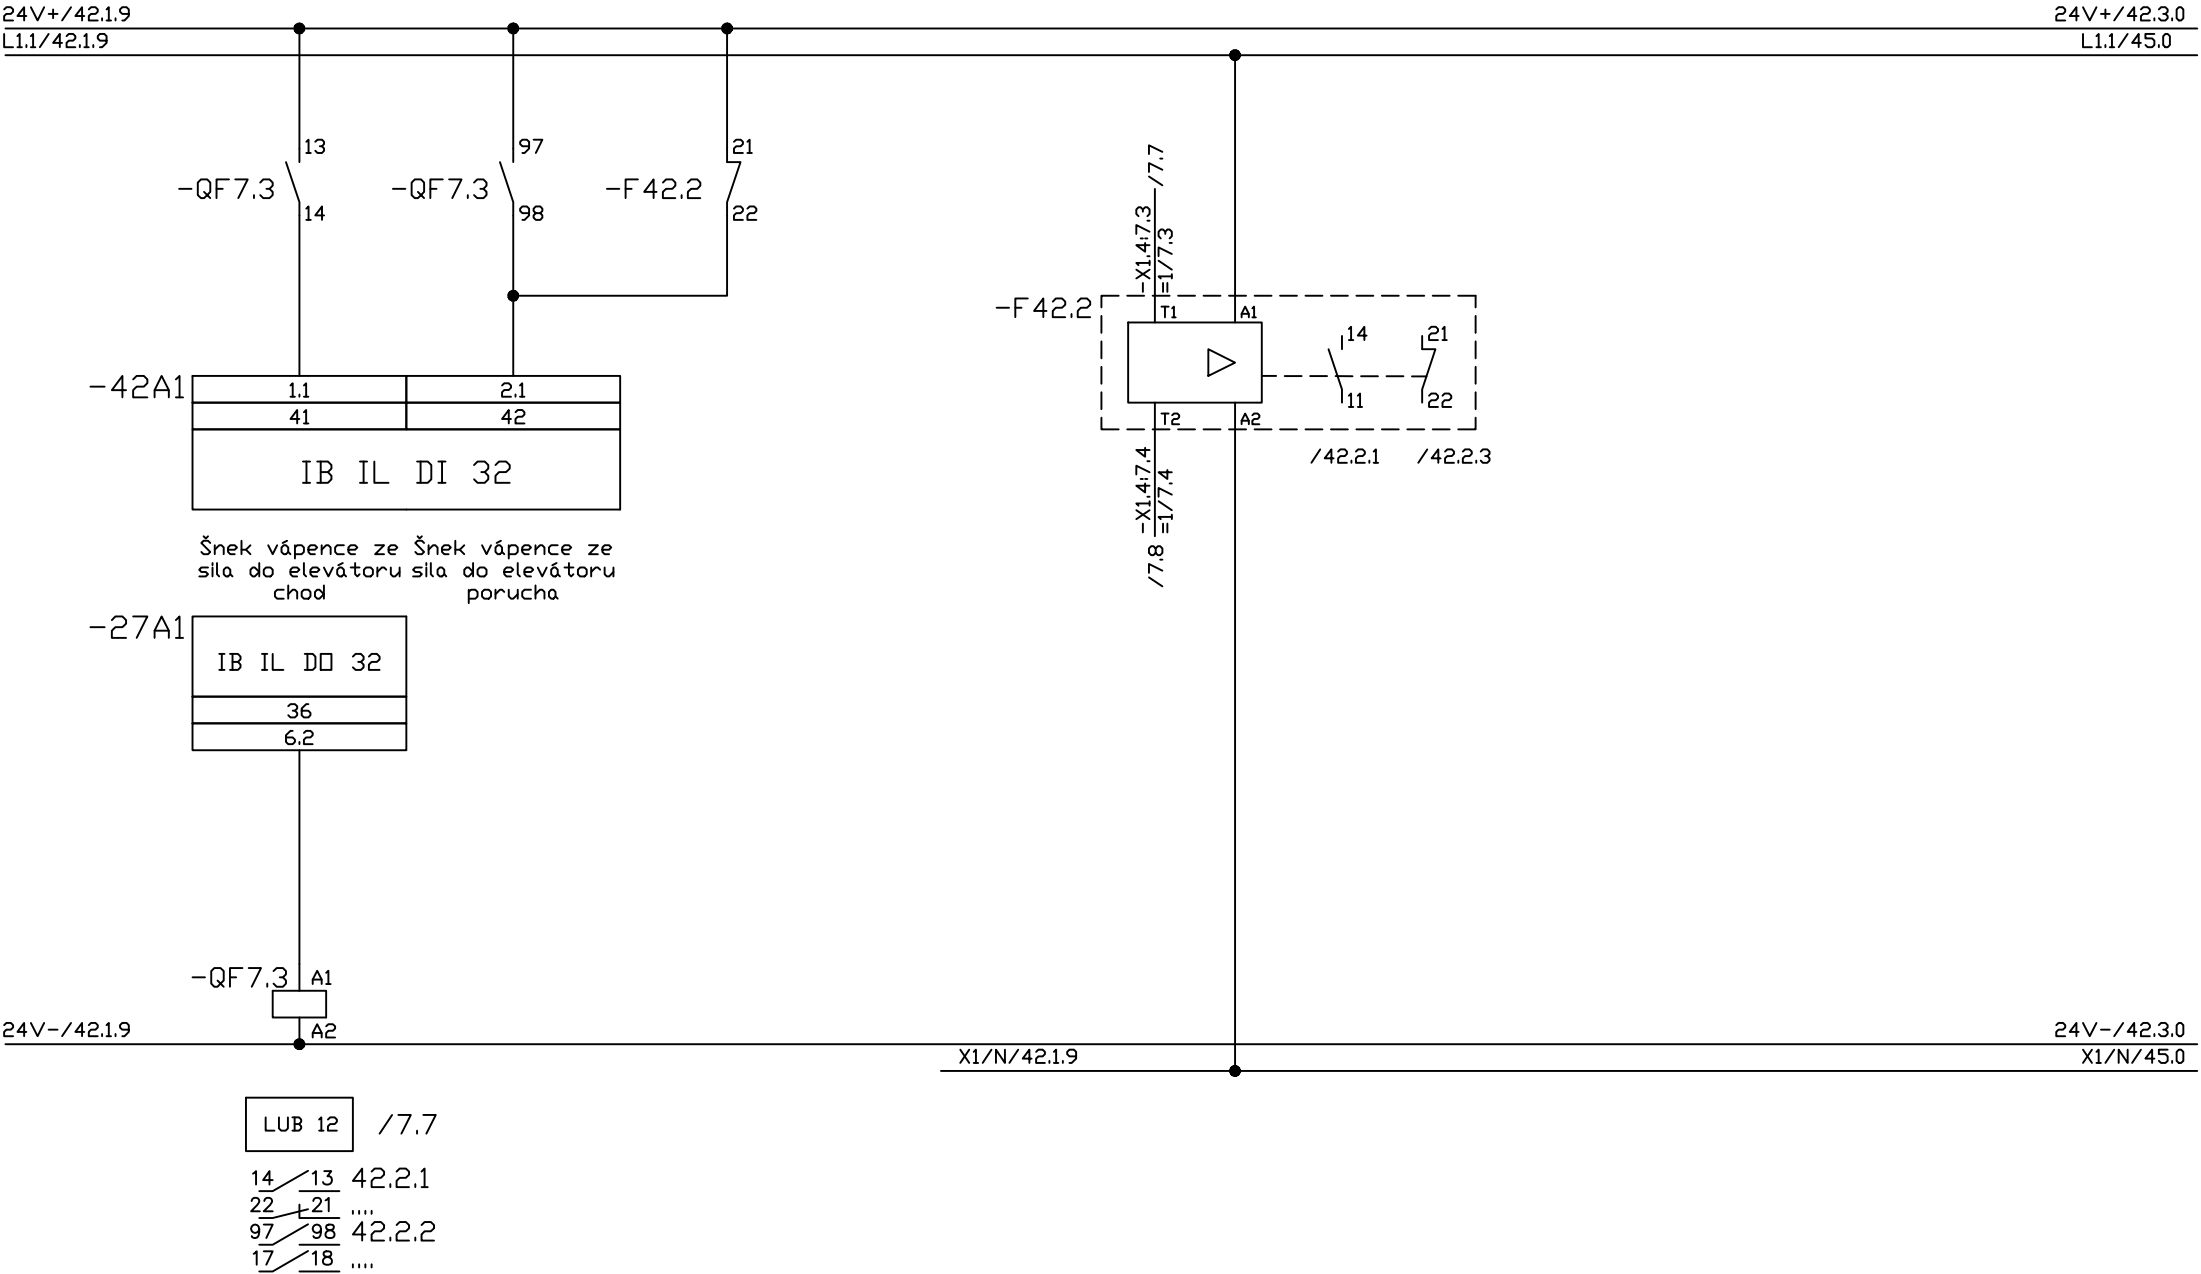 24V+/42.1.9
24V+/42.3.0
L1.1/42.1.9
L1.1/45.0
13
97
21
-QF7.3
-QF7.3
-F42.2
14
98
22
/7.7
-X1.4:7.3
=1/7.3
-F42.2
T1
A1
14
21
11
22
T2
A2
/42.2.1
/42.2.3
-X1.4:7.4
=1/7.4
/7.8
-42A1
1.1
2.1
41
42
IB IL DI 32
Šnek vápence ze
sila do elevátoru
chod
Šnek vápence ze
sila do elevátoru
porucha
-27A1
IB IL DO 32
36
6.2
-QF7.3
A1
A2
24V-/42.1.9
24V-/42.3.0
X1/N/42.1.9
X1/N/45.0
LUB 12
/7.7
14 13 42.2.1
22 21 ....
97 98 42.2.2
17 18 ....